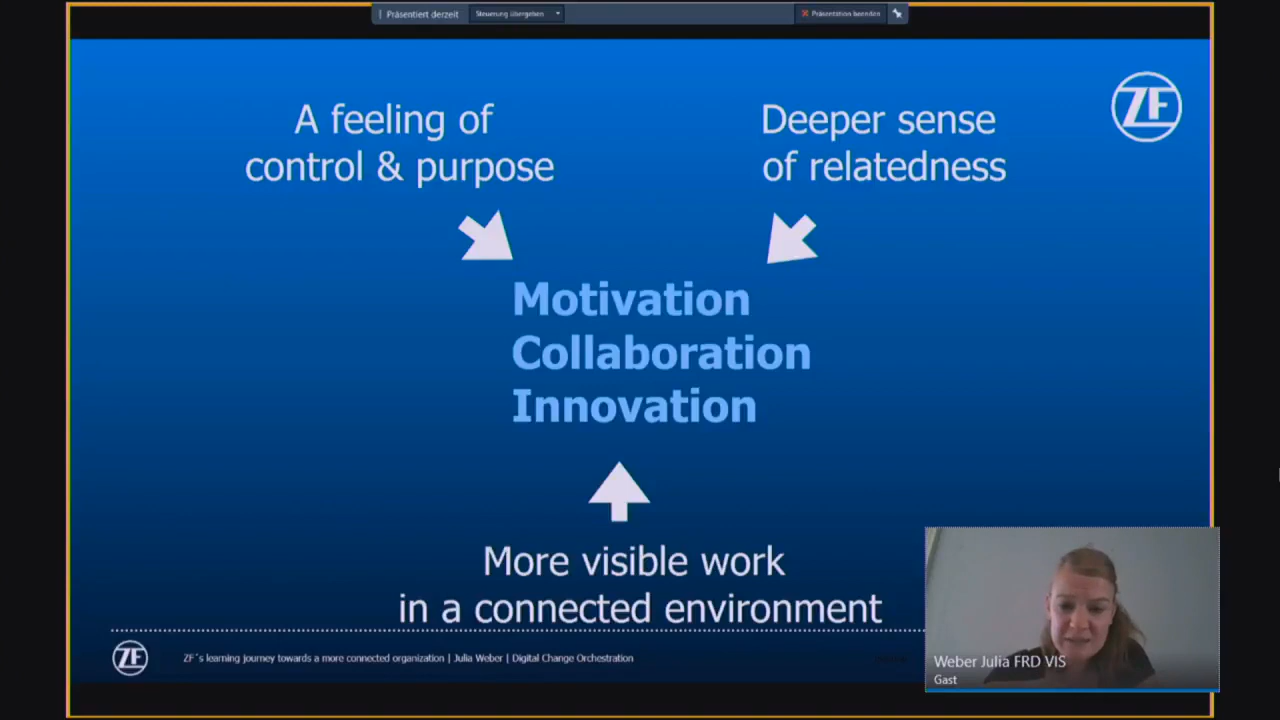 Präsentiert derzeit
Steuerung übergeben
Präsentation beenden
ZF
A feeling of
control & purpose
Deeper sense
of relatedness
Motivation
Collaboration
Innovation
More visible work
in a connected environment
ZF
ZF´s learning journey towards a more connected organization | Julia Weber | Digital Change Orchestration
Weber Julia FRD VIS
Gast